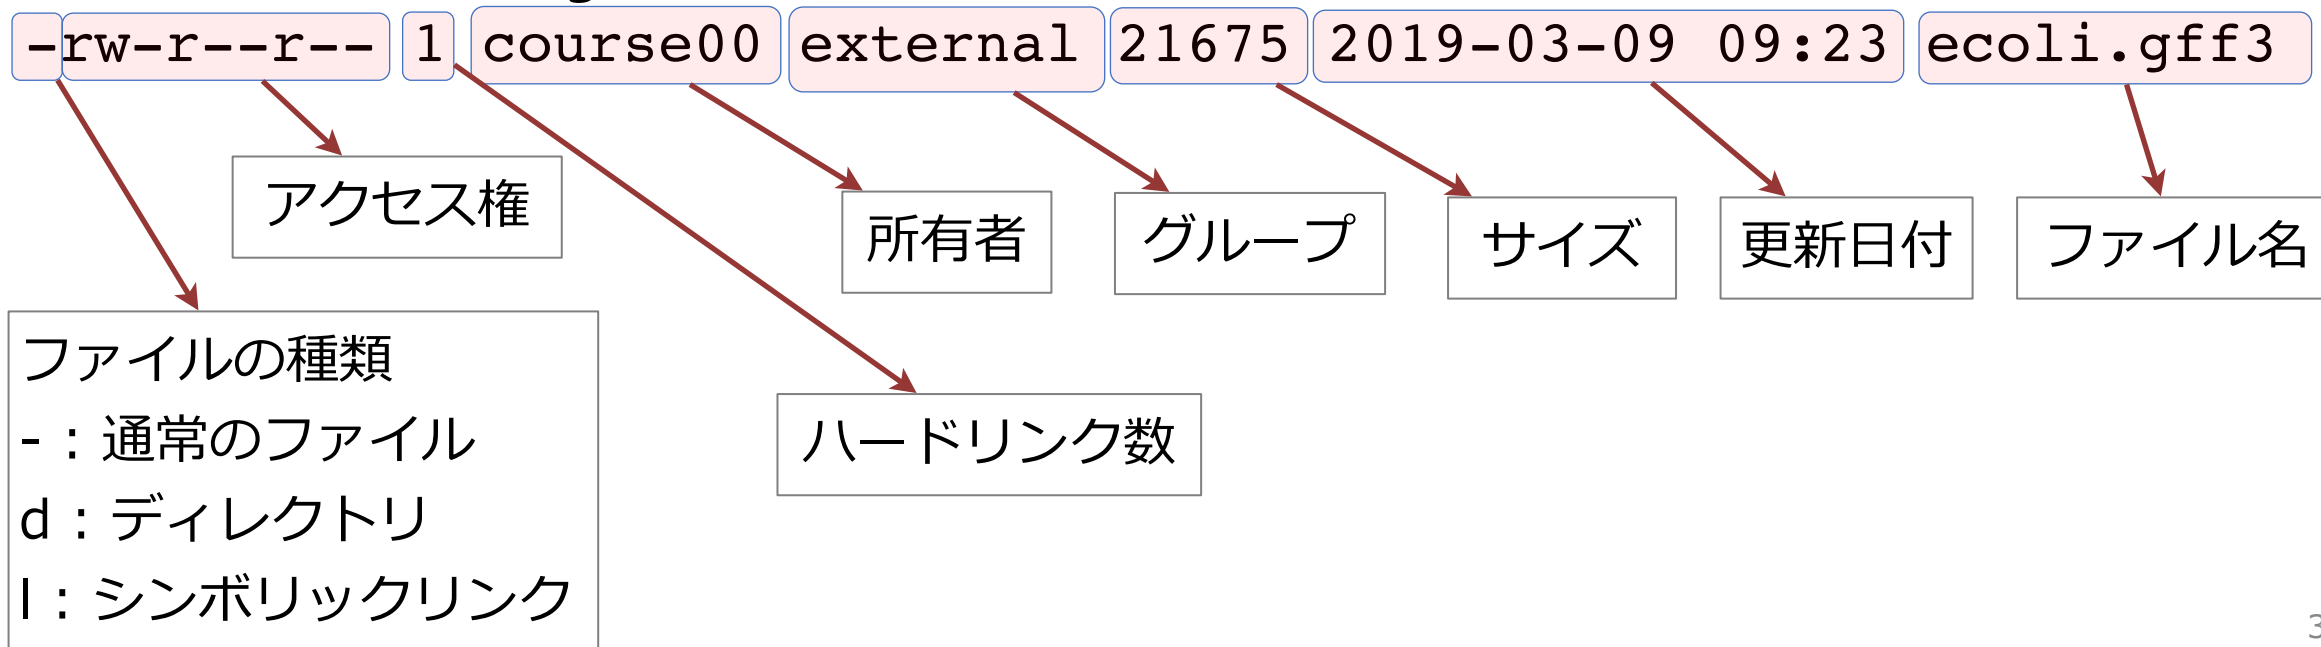 -rw-r--r-- 1 course00 external 21675 2019-03-09 09:23 ecoli.gff3
アクセス権
所有者
グループ
サイズ
更新日付
ファイル名
ファイルの種類
- : 通常のファイル
d : ディレクトリ
l : シンボリックリンク
ハードリンク数
3